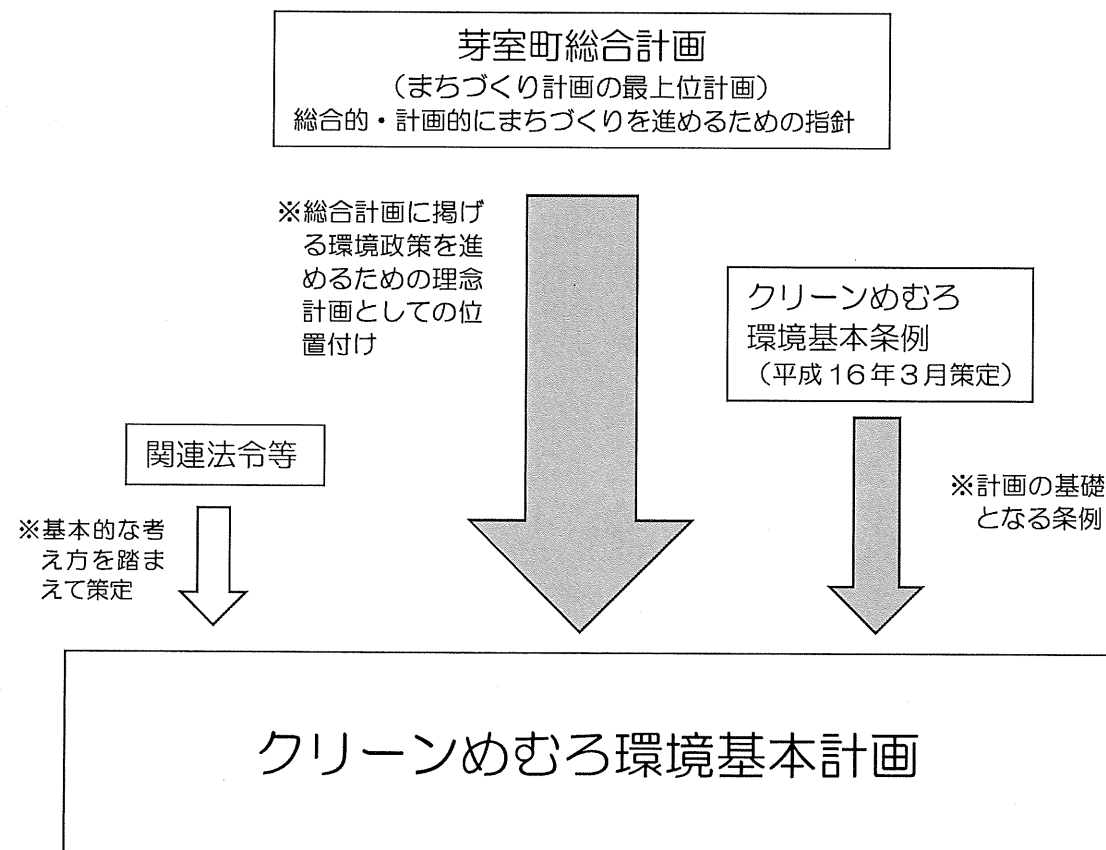 芽室町総合計画
（まちづくり計画の最上位計画）
総合的・計画的にまちづくりを進めるための指針
※総合計画に掲げ
る環境政策を進
めるための理念
計画としての位
置付け
クリーンめむろ
環境基本条例
（平成16年3月策定）
関連法令等
※計画の基礎
となる条例
※基本的な考
え方を踏ま
えて策定
クリーンめむろ環境基本計画